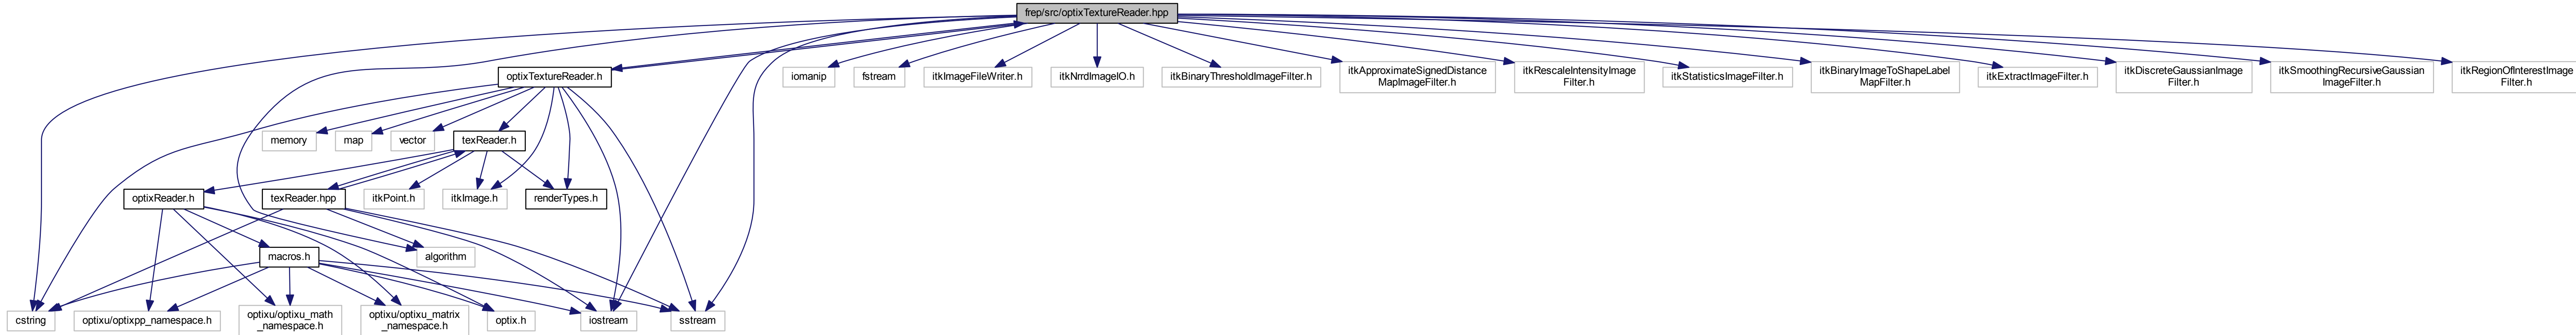 frep/src/optixTextureReader.hpp
optixTextureReader.h
iomanip
fstream
itkImageFileWriter.h
itkNrrdImageIO.h
itkBinaryThresholdImageFilter.h
itkApproximateSignedDistance
MapImageFilter.h
itkRescaleIntensityImage
Filter.h
itkStatisticsImageFilter.h
itkBinaryImageToShapeLabel
MapFilter.h
itkExtractImageFilter.h
itkDiscreteGaussianImage
Filter.h
itkSmoothingRecursiveGaussian
ImageFilter.h
itkRegionOfInterestImage
Filter.h
memory
map
vector
texReader.h
optixReader.h
texReader.hpp
itkPoint.h
itkImage.h
renderTypes.h
macros.h
algorithm
cstring
optixu/optixpp_namespace.h
optixu/optixu_math
_namespace.h
optixu/optixu_matrix
_namespace.h
optix.h
iostream
sstream